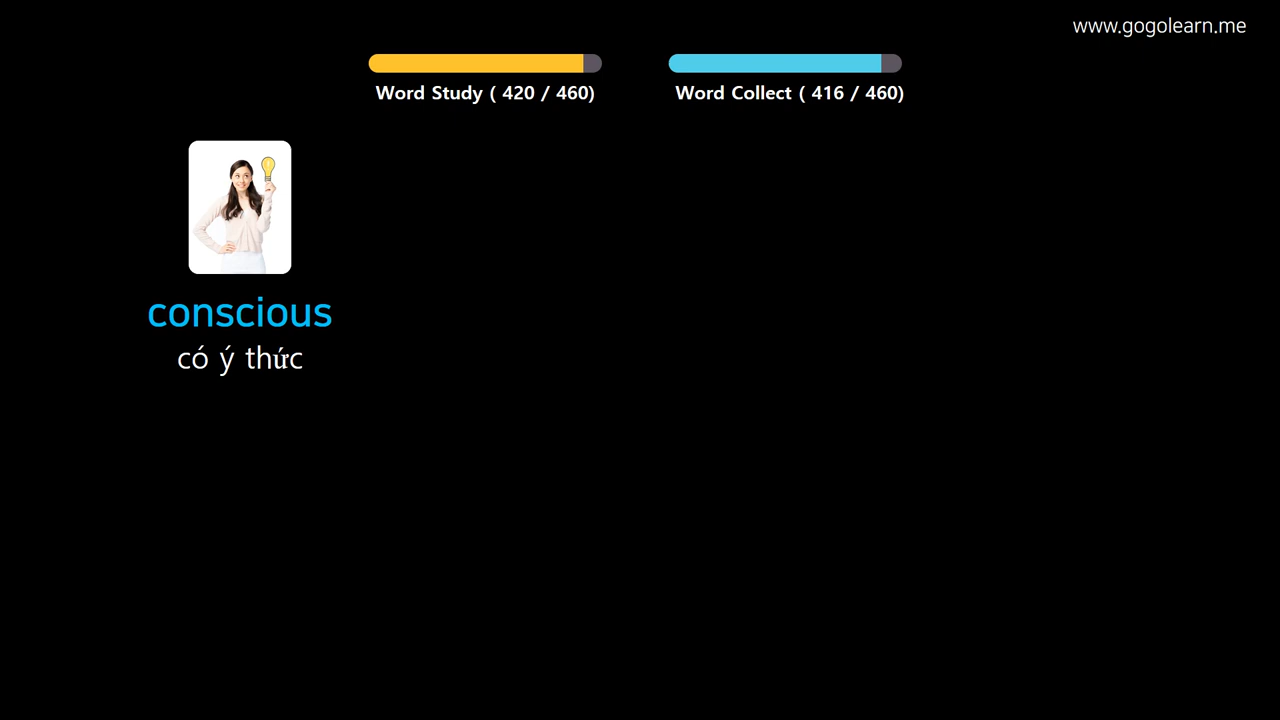 www.gogolearn.me
Word Study ( 420 / 460)
Word Collect ( 416 / 460)
conscious
có ý thức